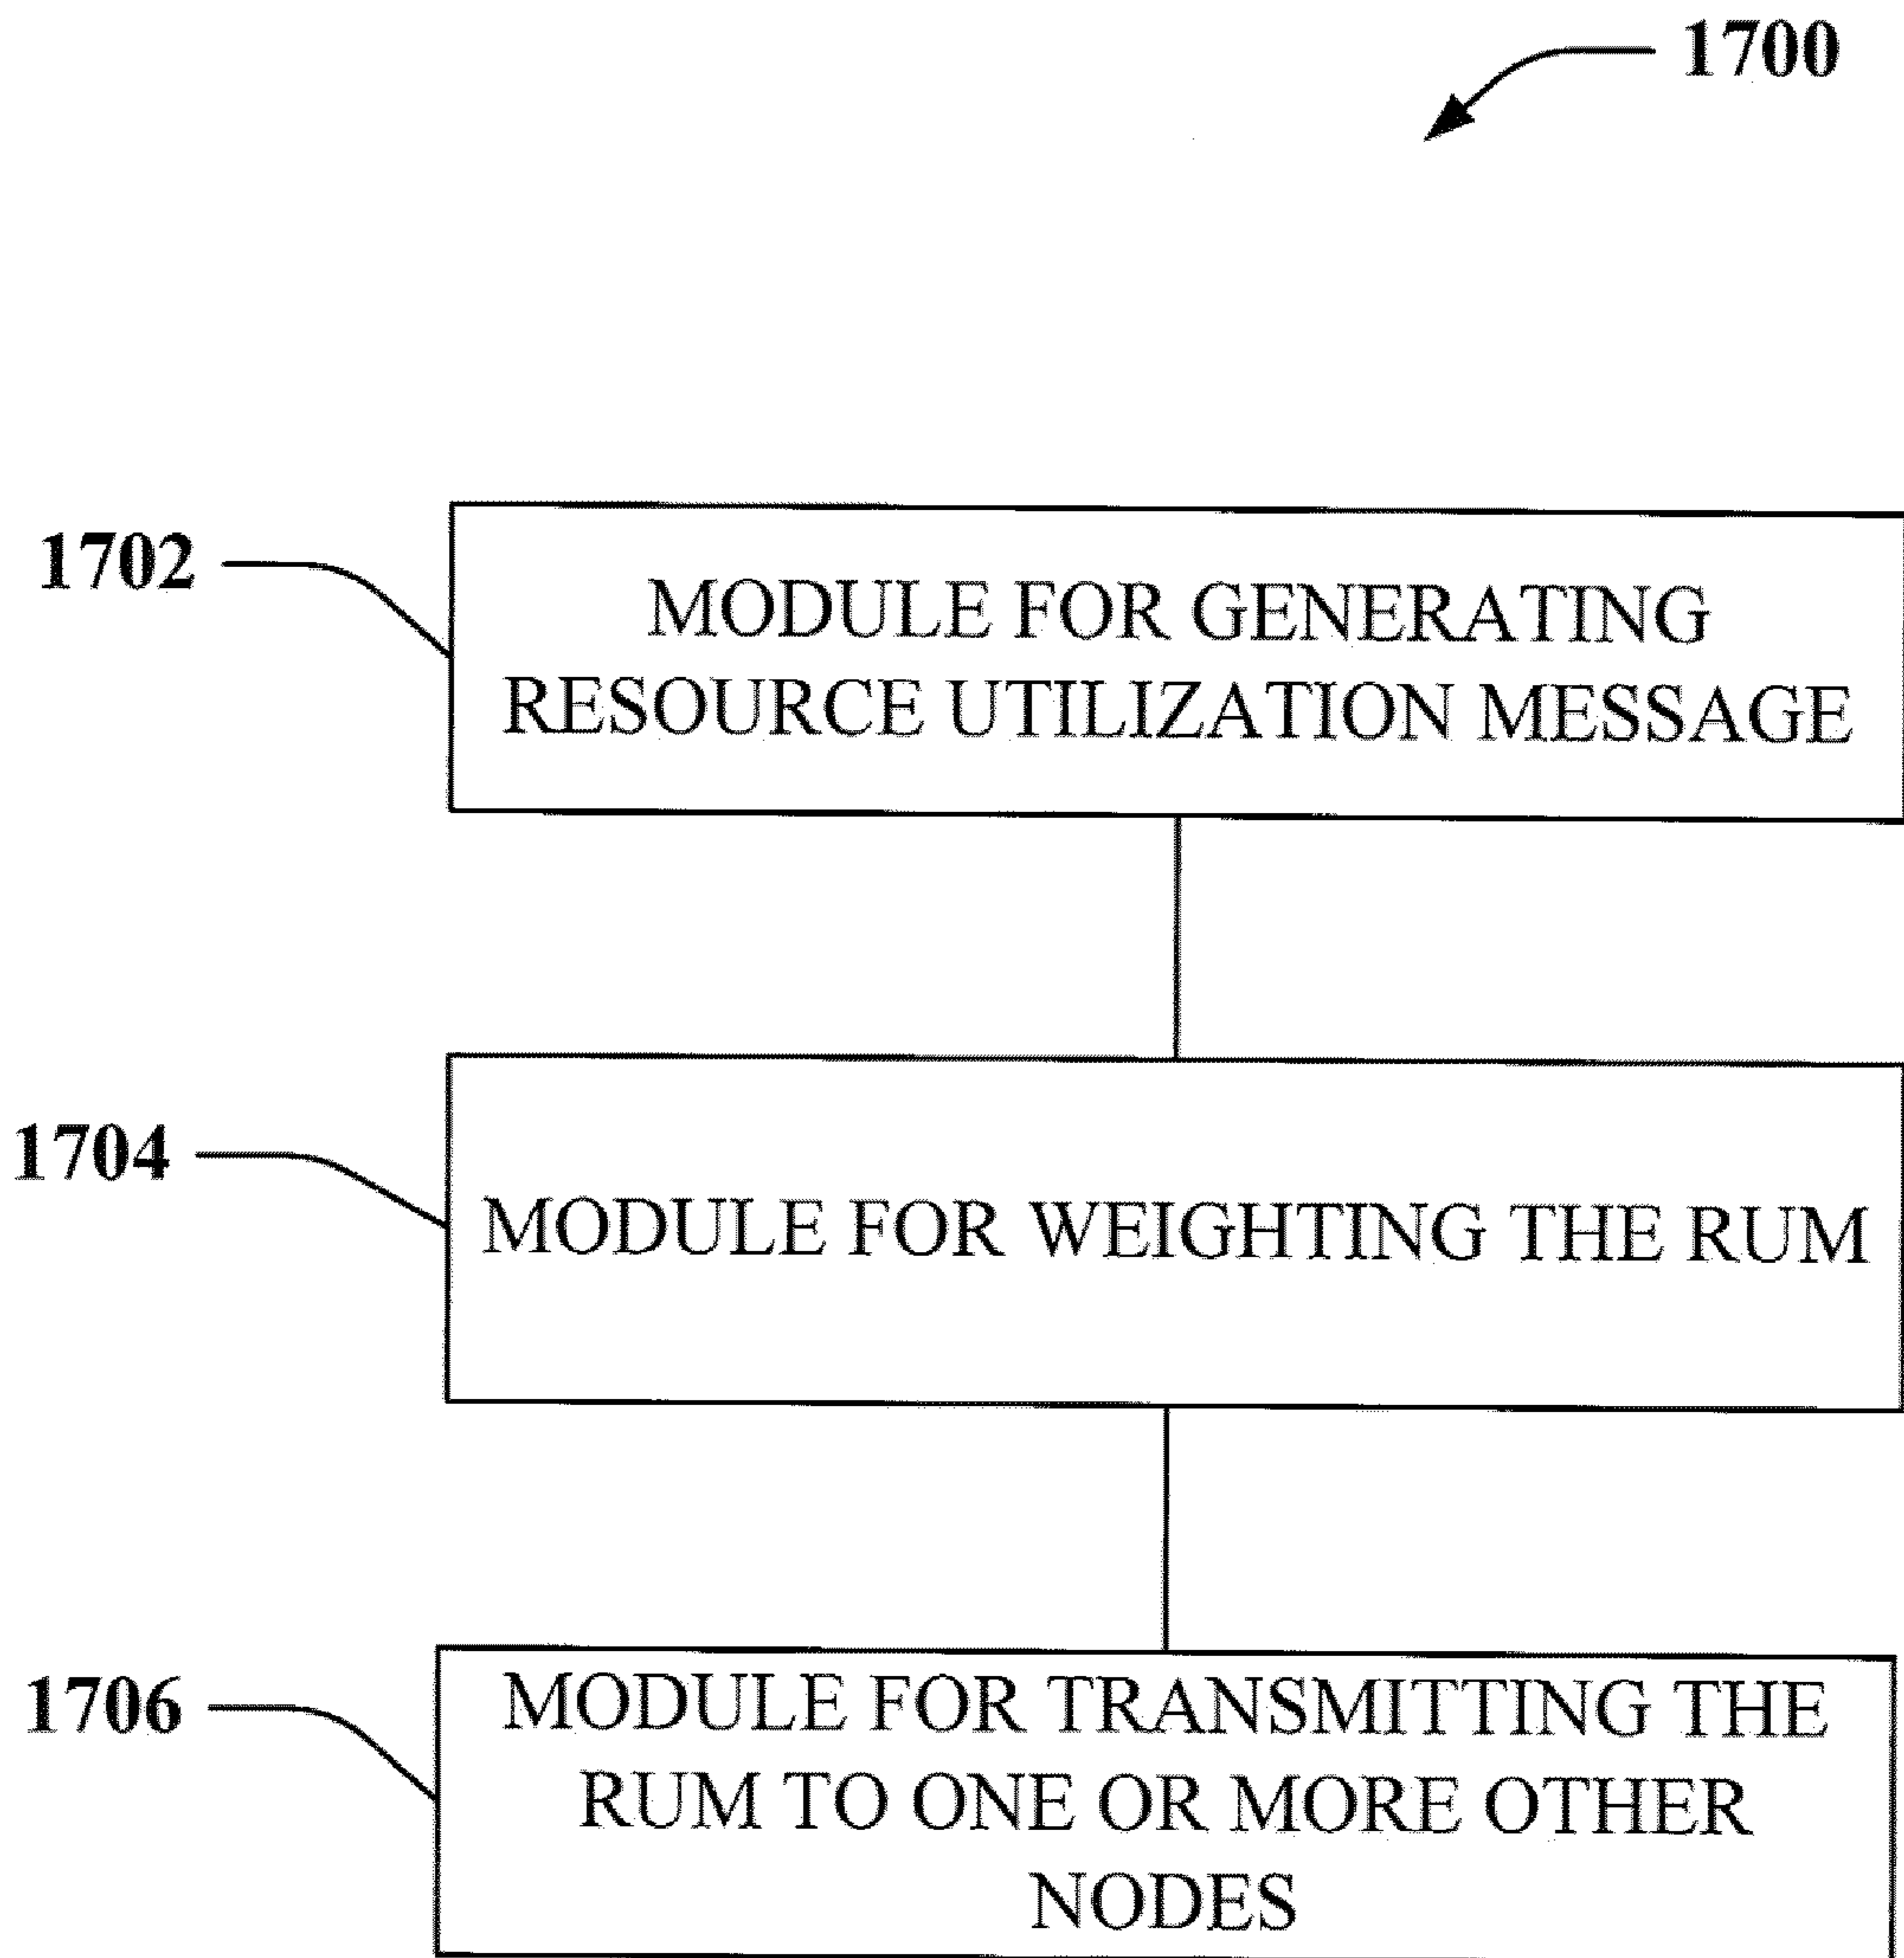 1700
1702
MODULE FOR GENERATING
RESOURCE UTILIZATION MESSAGE
1704
MODULE FOR WEIGHTING THE RUM
1706
MODULE FOR TRANSMITTING THE
RUM TO ONE OR MORE OTHER
NODES